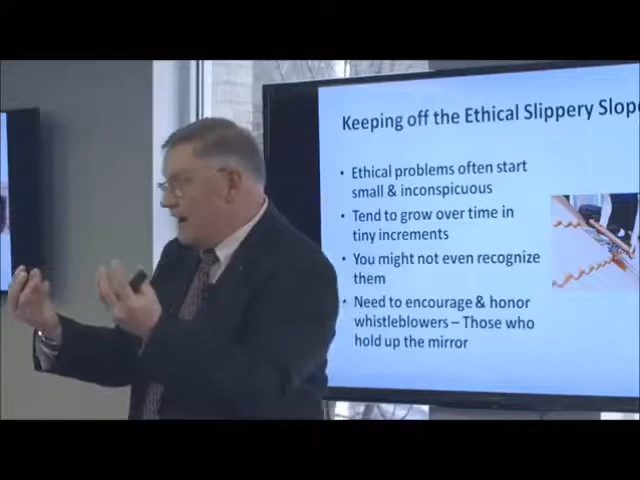 Keeping off the Ethical Slippery Slope
• Ethical problems often start
small & inconspicuous
• Tend to grow over time in
tiny increments
• You might not even recognize
them
• Need to encourage & honor
whistleblowers – Those who
hold up the mirror